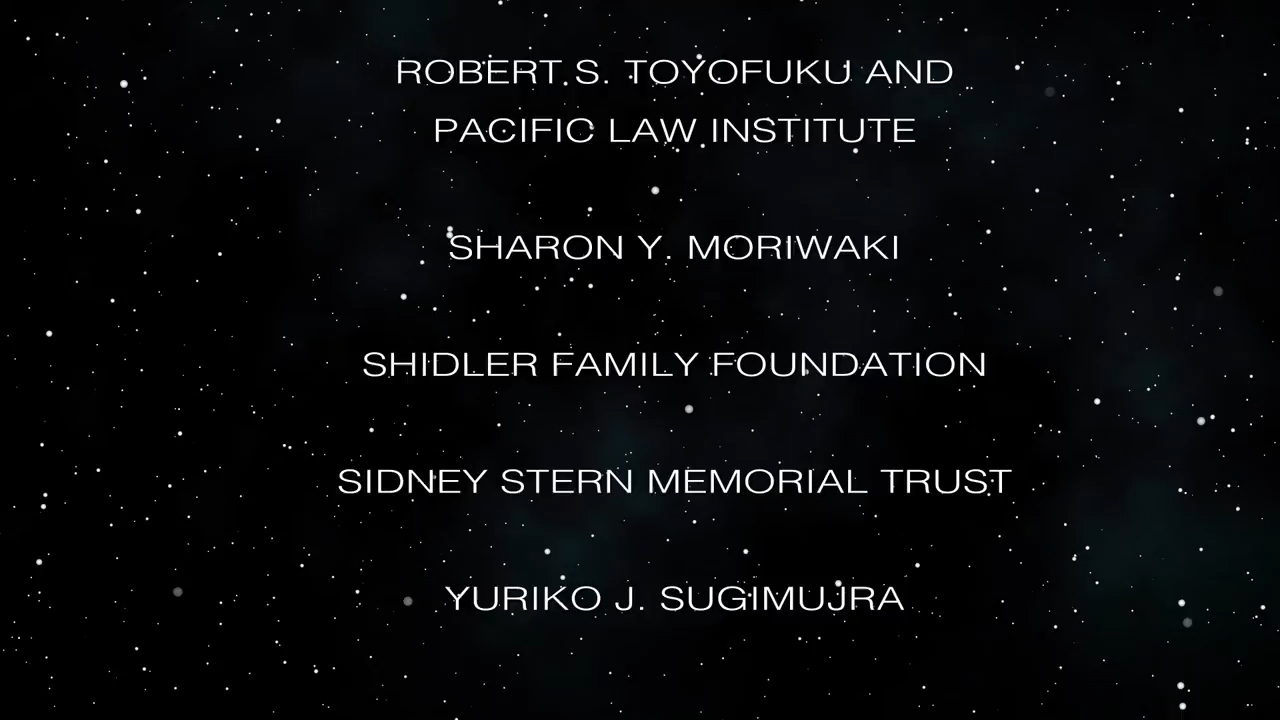 ROBERT S. TOYOFUKU AND
PACIFIC LAW INSTITUTE
SHARON Y. MORIWAKI
SHIDLER FAMILY FOUNDATION
SIDNEY STERN MEMORIAL TRUST
YURIKO J. SUGIMUJRA